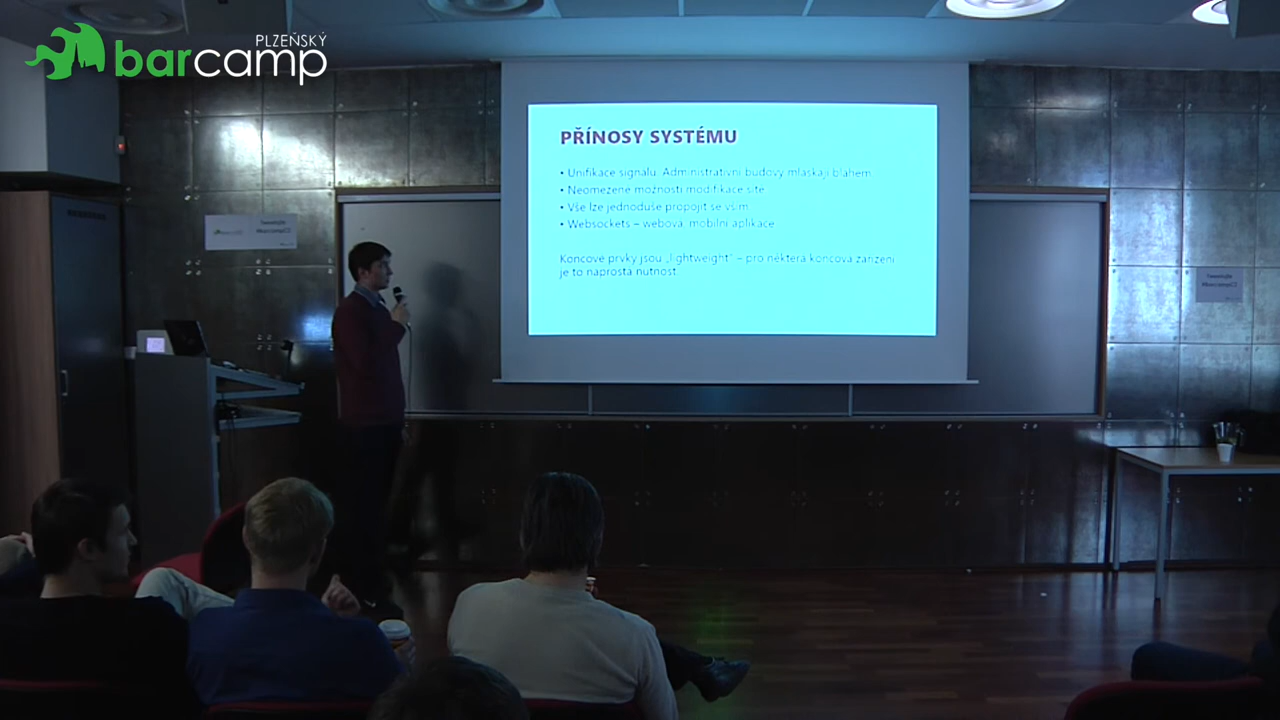 PLZEŇSKÝ
barcamp
PŘÍNOSY SYSTÉMU
• Unifikace signálu. Administrativní budovy mlaskají blahem.
• Neomezené možnosti modifikace sítě
• Vše lze jednoduše propojit se vším
• Websockets – webová, mobilní aplikace
Koncové prvky jsou „lightweight“ – pro některá koncová zařízení
je to naprostá nutnost